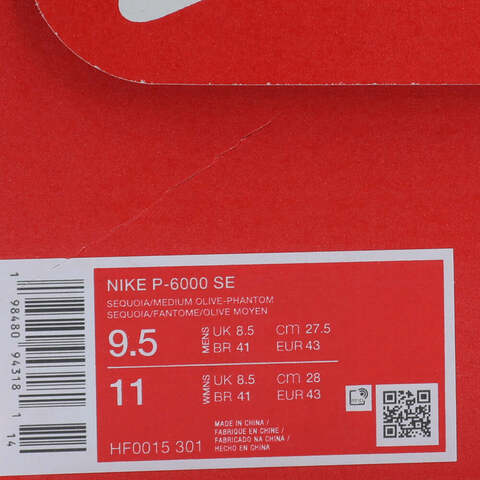 NIKE P-6000 SE
SEQUOIA/MEDIUM OLIVE-PHANTOM
SEQUOIA/FANTOME/OLIVE MOYEN
9.5 MENS UK 8.5 cm 27.5
BR 41 EUR 43
11 WMNS UK 8.5 cm 28
BR 41 EUR 43
HF0015 301
MADE IN CHINA /
FABRIQUE EN CHINE /
FABRICADO NA CHINA /
HECHO EN CHINA
1 98480 94318 1 14